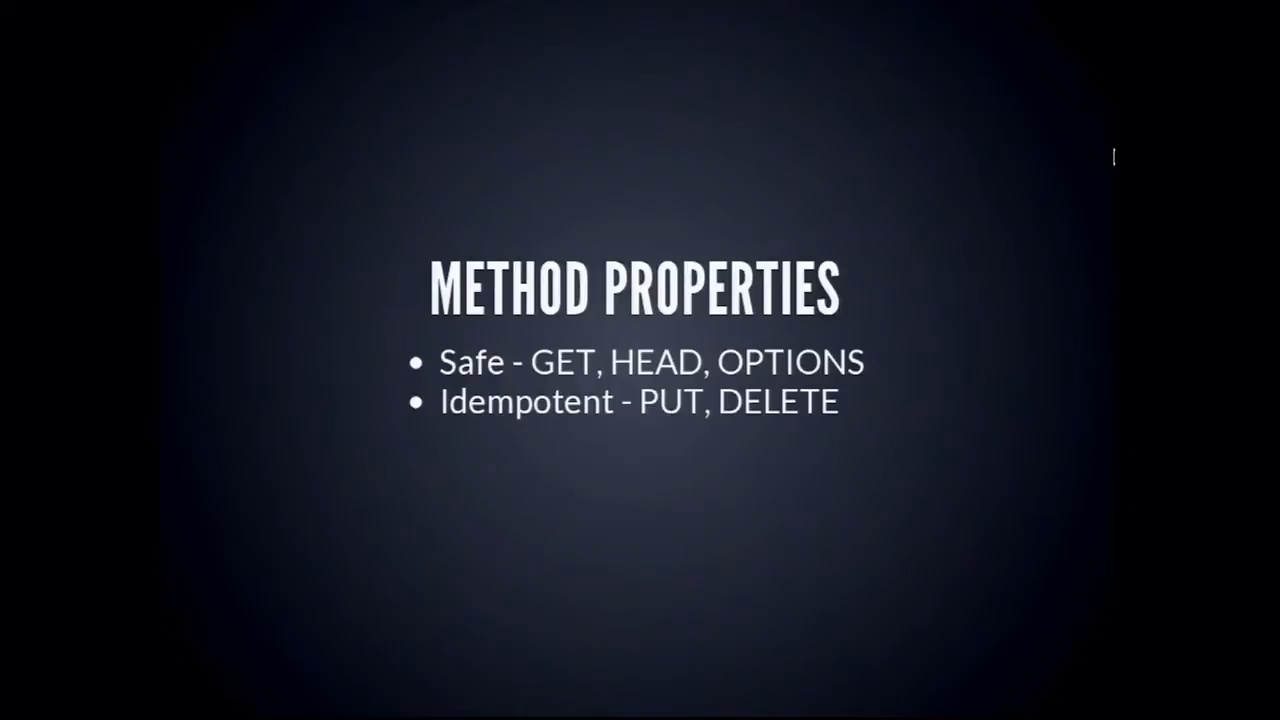 METHOD PROPERTIES
• Safe - GET, HEAD, OPTIONS
• Idempotent - PUT, DELETE